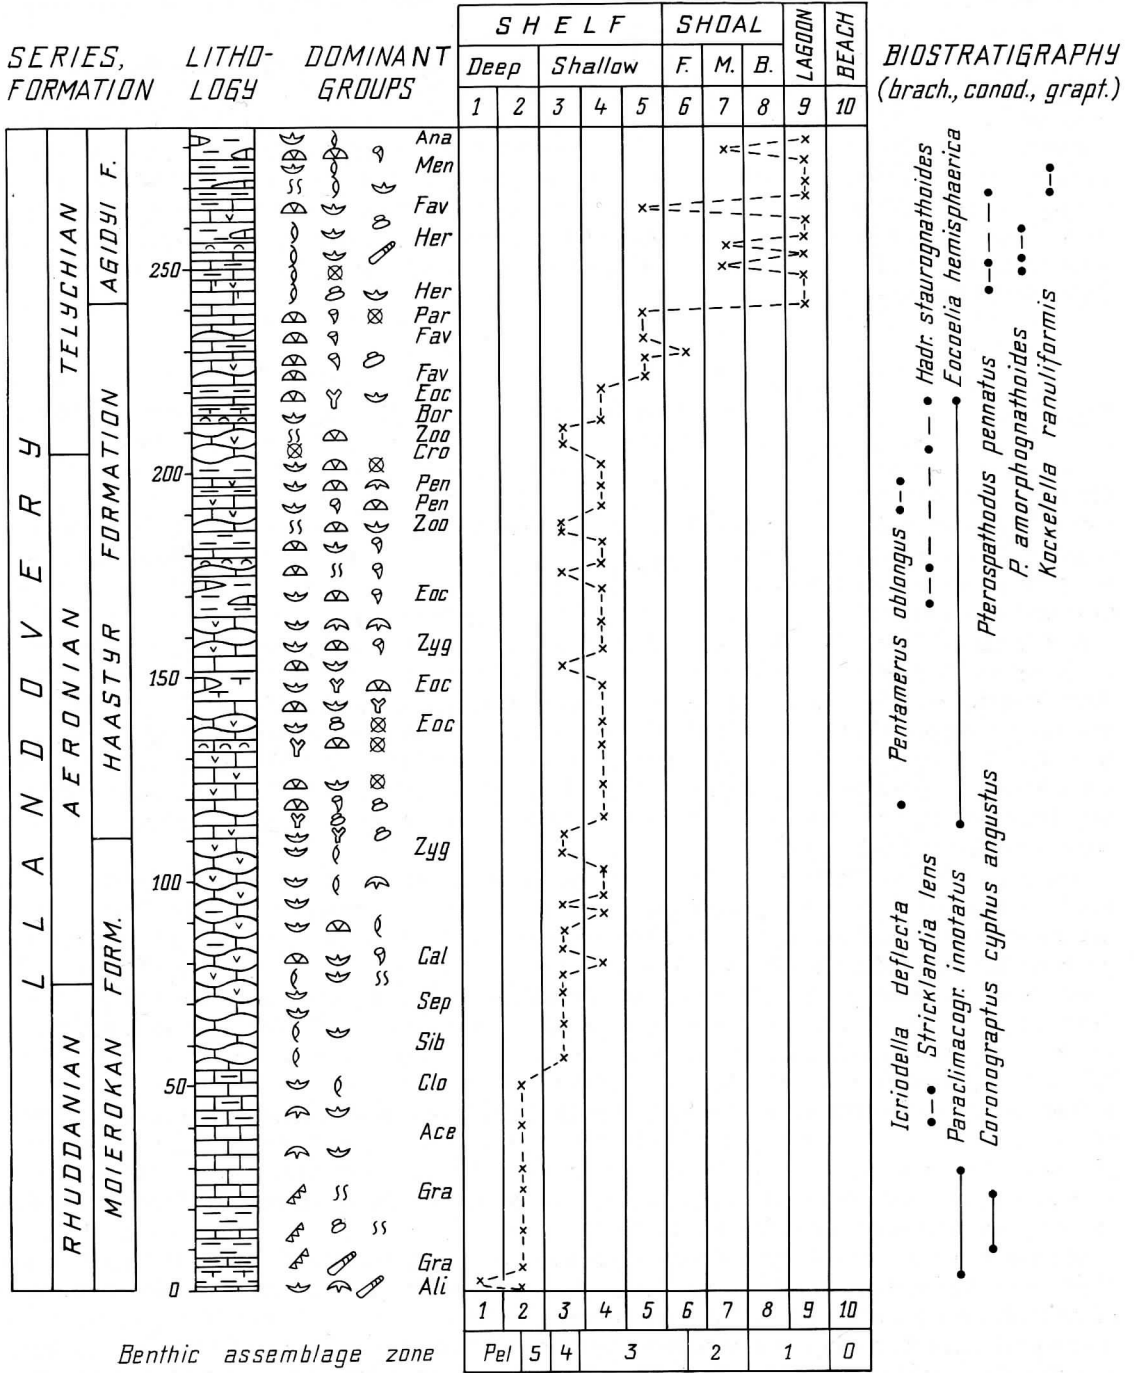 SERIES, FORMATION
LITHO-LOGY
DOMINANT GROUPS
SHELF
SHOAL
LAGOON
BEACH
Deep
Shallow
F.
M.
B.
1 2 3 4 5 6 7 8 9 10
BIOSTRATIGRAPHY
(brach., conod., grapt.)
LLANDOVERY
TELYCHIAN
AERONIAN
RHUDDANIAN
AGIDYI F.
HAASTYR FORMATION
MOIEROKAN FORM.
250
200
150
100
50
0
Ana
Men
Fav
Her
Her
Par
Fav
Fav
Eoc
Bor
Zoo
Cro
Pen
Pen
Zoo
Eoc
Zyg
Eoc
Eoc
Zyg
Cal
Sep
Sib
Clo
Ace
Gra
Gra
Ali
Icriodella deflecta
Pentamerus oblongus
Stricklandia lens
Hadr. staurognathoides
Paraclimacogr. innotatus
Eocoelia hemisphaerica
Coronograptus cyphus angustus
Pterospathodus pennatus
P. amorphognathoides
Kockelella ranuliformis
1 2 3 4 5 6 7 8 9 10
Benthic assemblage zone
Pel 5 4 3 2 1 0